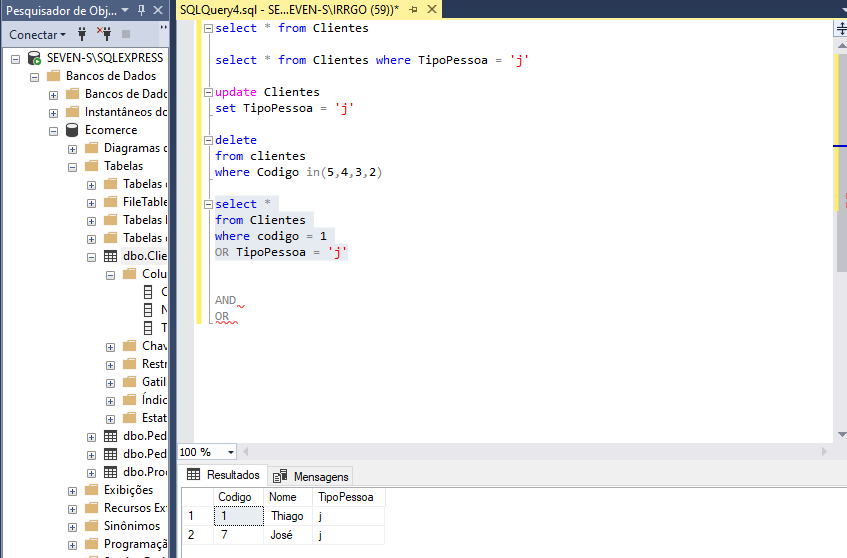 Pesquisador de Obj...
Conectar
SEVEN-S\SQLEXPRESS
Bancos de Dados
Bancos de Dadc
Instantâneos dc
Ecomerce
Diagramas d
Tabelas
Tabelas d
FileTable
Tabelas I
Tabelas d
dbo.Clie
Colu
C
N
T
Chav
Restr
Gatil
Índic
Estat
dbo.Ped
dbo.Ped
dbo.Proc
Exibições
Recursos Ext
Sinônimos
Programaçã
SQLQuery4.sql - SE...EVEN-S\IRRGO (59))*
select * from Clientes
select * from Clientes where TipoPessoa = 'j'
update Clientes
set TipoPessoa = 'j'
delete
from clientes
where Codigo in(5,4,3,2)
select *
from Clientes
where codigo = 1
OR TipoPessoa = 'j'
AND
OR
100 %
Resultados Mensagens
Codigo Nome TipoPessoa
1 1 Thiago j
2 7 José j